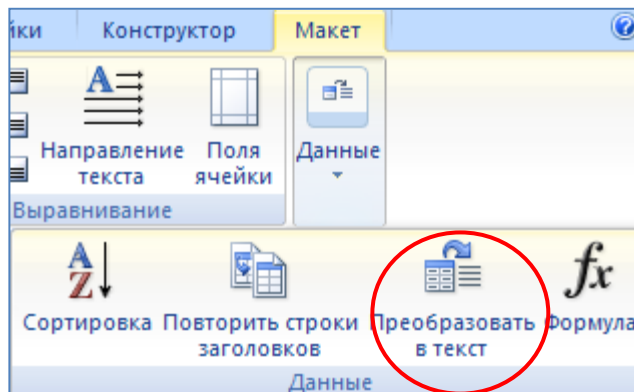 йки Конструктор Макет
Направление Поля Данные
текста ячейки
Выравнивание
Сортировка Повторить строки Преобразовать Формула
заголовков в текст
Данные